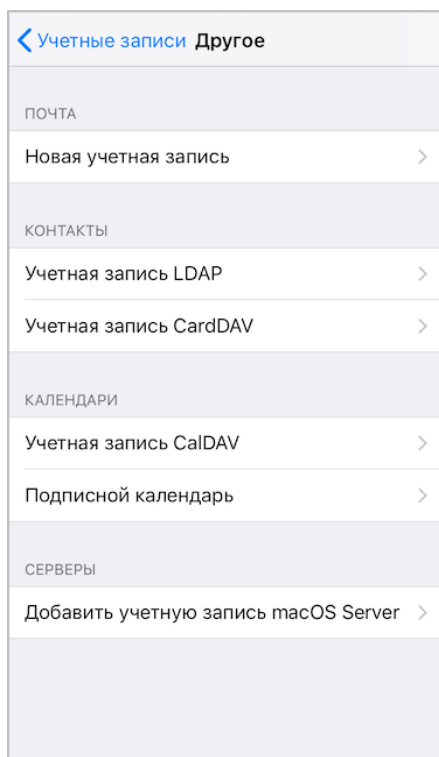 Учетные записи Другое
ПОЧТА
Новая учетная запись
КОНТАКТЫ
Учетная запись LDAP
Учетная запись CardDAV
КАЛЕНДАРИ
Учетная запись CalDAV
Подписной календарь
СЕРВЕРЫ
Добавить учетную запись macOS Server